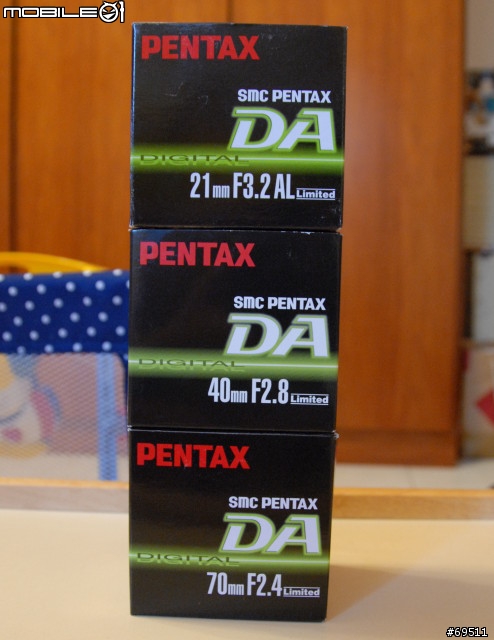 MOBILE01
PENTAX
SMC PENTAX
DA
DIGITAL
21mm F3.2 AL Limited
PENTAX
SMC PENTAX
DA
DIGITAL
40mm F2.8 Limited
PENTAX
SMC PENTAX
DA
DIGITAL
70mm F2.4 Limited
#69511